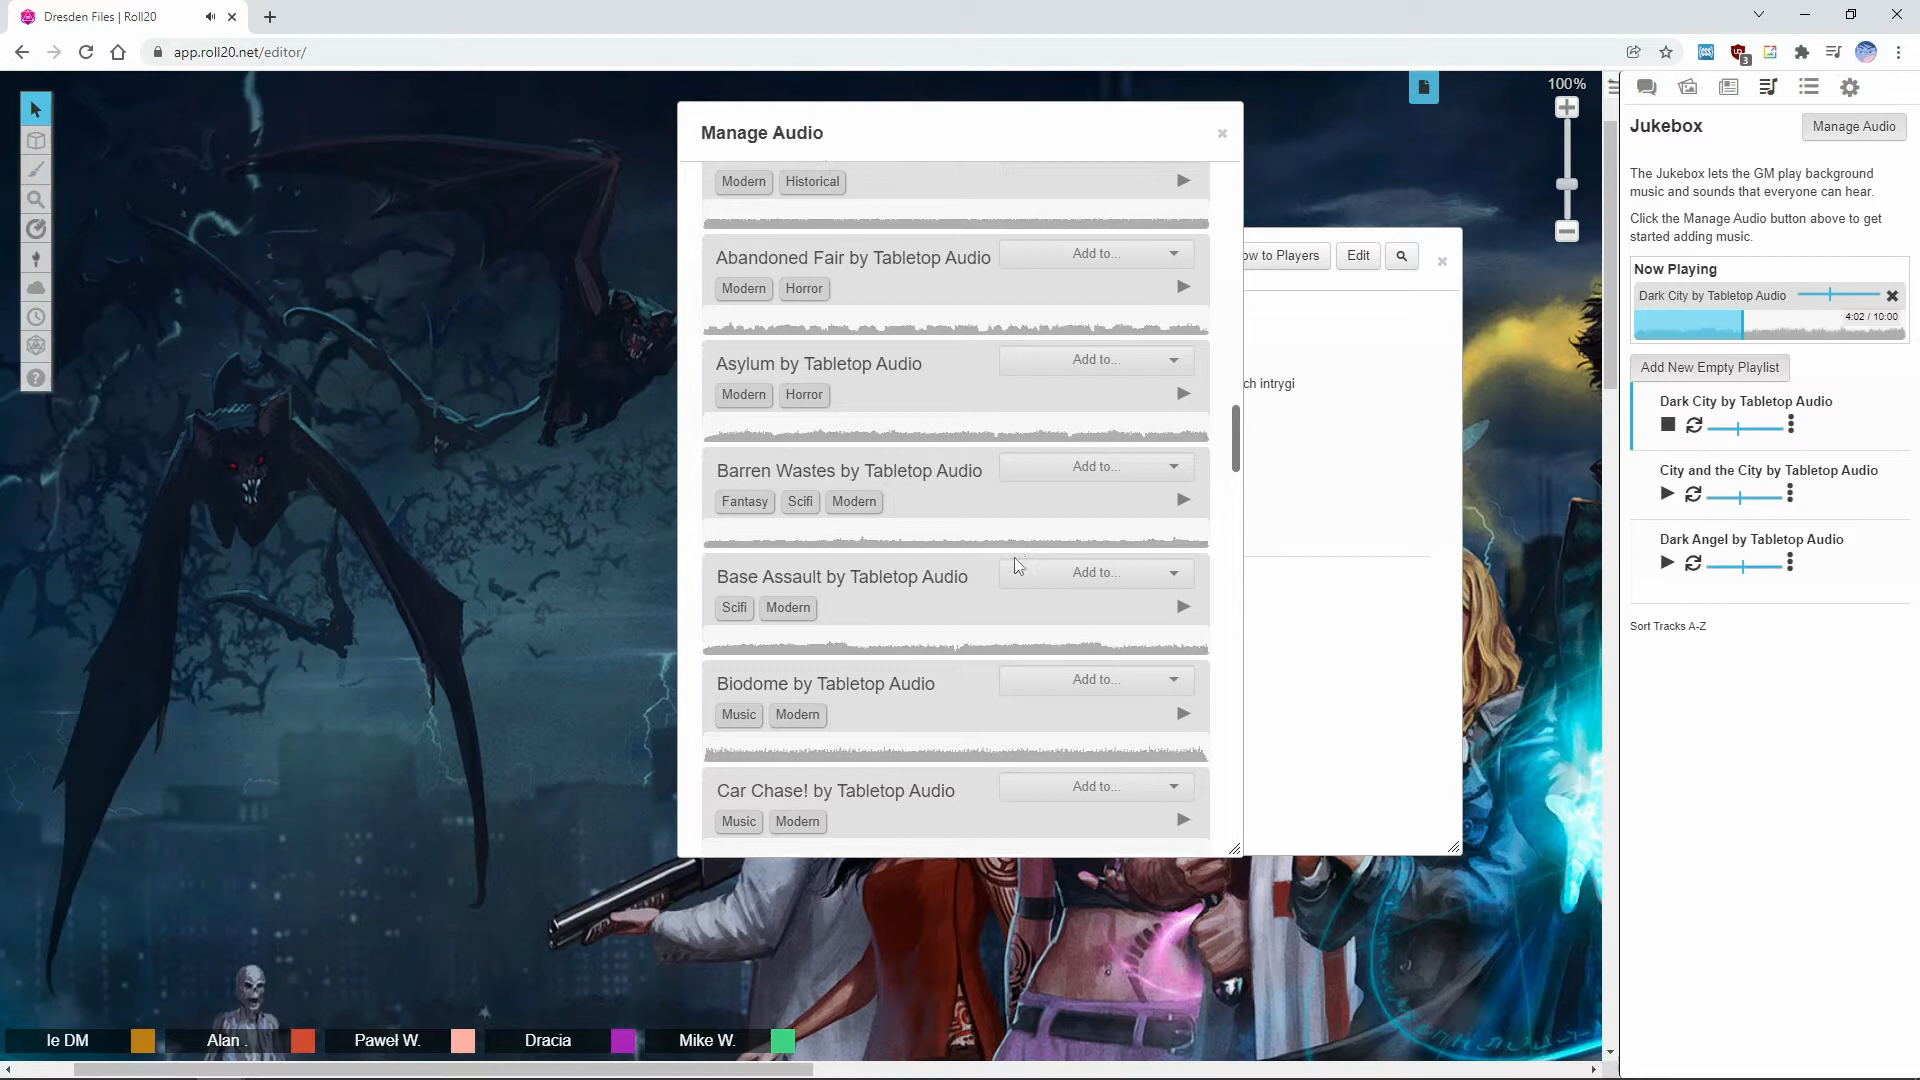 Dresden Files | Roll20
app.roll20.net/editor/
3
100%
Jukebox
Manage Audio
The Jukebox lets the GM play background
music and sounds that everyone can hear.
Click the Manage Audio button above to get
started adding music.
Now Playing
Dark City by Tabletop Audio
4:02 / 10:00
Add New Empty Playlist
Dark City by Tabletop Audio
City and the City by Tabletop Audio
Dark Angel by Tabletop Audio
Sort Tracks A-Z
Manage Audio
Modern Historical
Abandoned Fair by Tabletop Audio Add to...
Modern Horror
Asylum by Tabletop Audio Add to...
Modern Horror
Barren Wastes by Tabletop Audio Add to...
Fantasy Scifi Modern
Base Assault by Tabletop Audio Add to...
Scifi Modern
Biodome by Tabletop Audio Add to...
Music Modern
Car Chase! by Tabletop Audio Add to...
Music Modern
ow to Players Edit
ch intrygi
le DM Alan . Paweł W. Dracia Mike W.